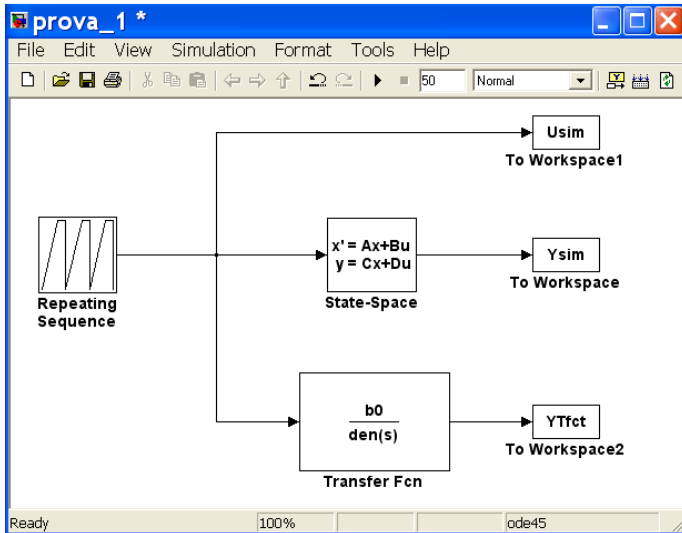 prova_1 *
File Edit View Simulation Format Tools Help
50 Normal
Usim
To Workspace1
x' = Ax+Bu
y = Cx+Du
State-Space
Ysim
To Workspace
Repeating
Sequence
b0
den(s)
Transfer Fcn
YTfct
To Workspace2
Ready 100% ode45